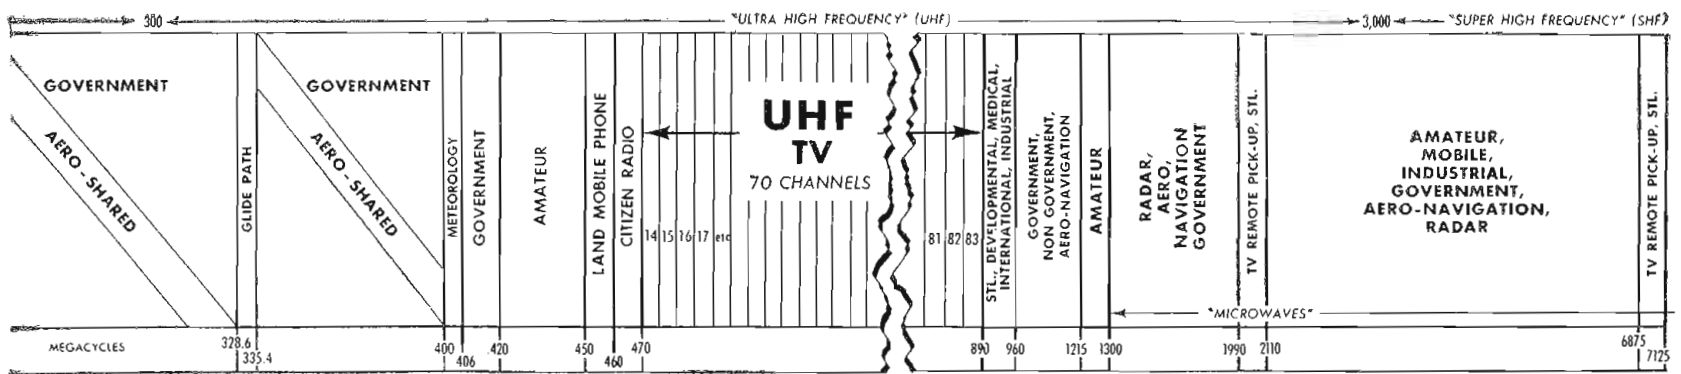 300 "ULTRA HIGH FREQUENCY" (UHF) 3,000 "SUPER HIGH FREQUENCY" (SHF)
GOVERNMENT
AERO-SHARED
GLIDE PATH
GOVERNMENT
AERO-SHARED
METEOROLOGY
GOVERNMENT
AMATEUR
LAND MOBILE PHONE
CITIZEN RADIO
14 15 16 17 etc
UHF
TV
70 CHANNELS
81 82 83
STL., DEVELOPMENTAL, MEDICAL,
INTERNATIONAL, INDUSTRIAL
GOVERNMENT,
NON GOVERNMENT,
AERO-NAVIGATION
AMATEUR
RADAR,
AERO,
NAVIGATION
GOVERNMENT
TV REMOTE PICK-UP, STL.
AMATEUR,
MOBILE,
INDUSTRIAL,
GOVERNMENT,
AERO-NAVIGATION,
RADAR
TV REMOTE PICK-UP, STL.
"MICROWAVES"
MEGACYCLES 328.6 335.4 400 406 420 450 460 470 890 960 1215 1300 1990 2110 6875 7125